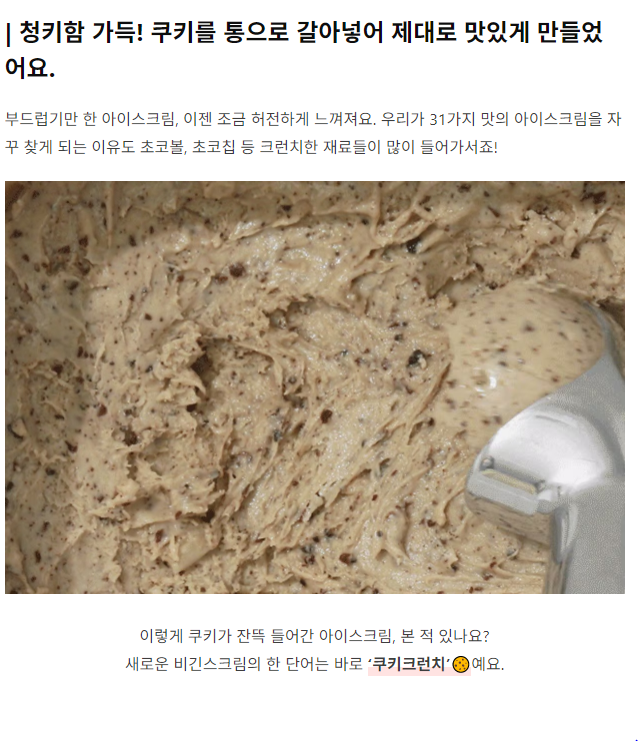 | 청키함 가득! 쿠키를 통으로 갈아넣어 제대로 맛있게 만들었
어요.
부드럽기만 한 아이스크림, 이젠 조금 허전하게 느껴져요. 우리가 31가지 맛의 아이스크림을 자
꾸 찾게 되는 이유도 초코볼, 초코칩 등 크런치한 재료들이 많이 들어가서죠!
이렇게 쿠키가 잔뜩 들어간 아이스크림, 본 적 있나요?
새로운 비긴스크림의 한 단어는 바로 ‘쿠키크런치’🍪예요.